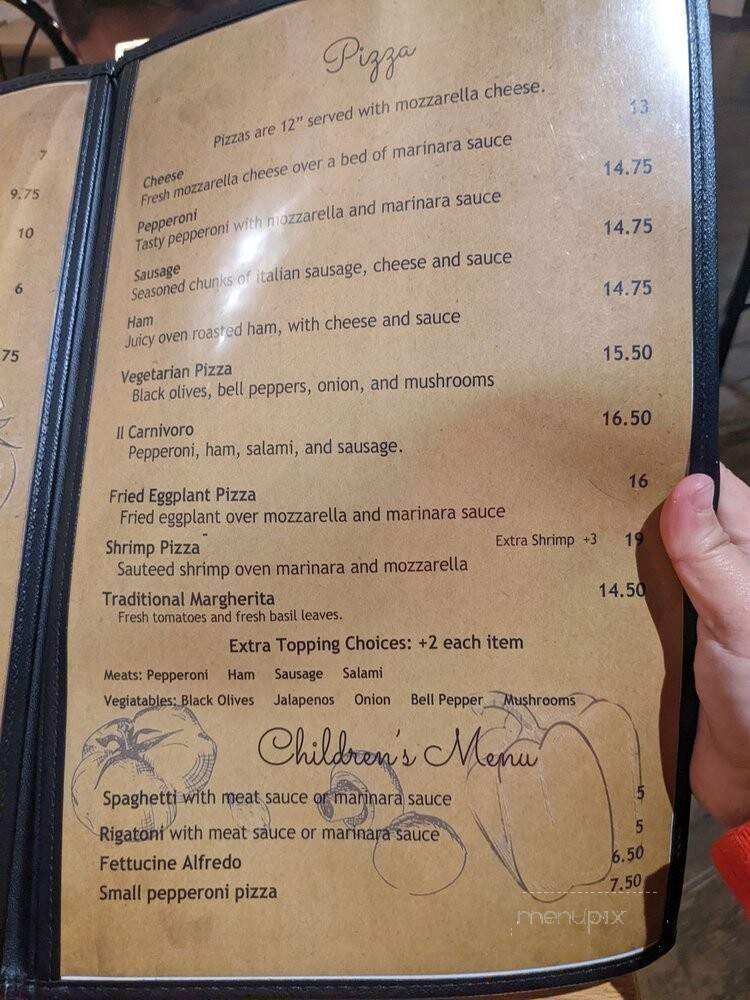 7
9.75
10
6
75
Pizza
Pizzas are 12” served with mozzarella cheese.
Cheese 13
Fresh mozzarella cheese over a bed of marinara sauce
Pepperoni 14.75
Tasty pepperoni with mozzarella and marinara sauce
Sausage 14.75
Seasoned chunks of italian sausage, cheese and sauce
Ham 14.75
Juicy oven roasted ham, with cheese and sauce
Vegetarian Pizza 15.50
Black olives, bell peppers, onion, and mushrooms
Il Carnivoro 16.50
Pepperoni, ham, salami, and sausage.
Fried Eggplant Pizza 16
Fried eggplant over mozzarella and marinara sauce
Shrimp Pizza Extra Shrimp +3 19
Sauteed shrimp oven marinara and mozzarella
Traditional Margherita 14.50
Fresh tomatoes and fresh basil leaves.
Extra Topping Choices: +2 each item
Meats: Pepperoni Ham Sausage Salami
Vegiatables: Black Olives Jalapenos Onion Bell Pepper Mushrooms
Children's Menu
Spaghetti with meat sauce or marinara sauce 5
Rigatoni with meat sauce or marinara sauce 5
Fettucine Alfredo 6.50
Small pepperoni pizza 7.50
menupix